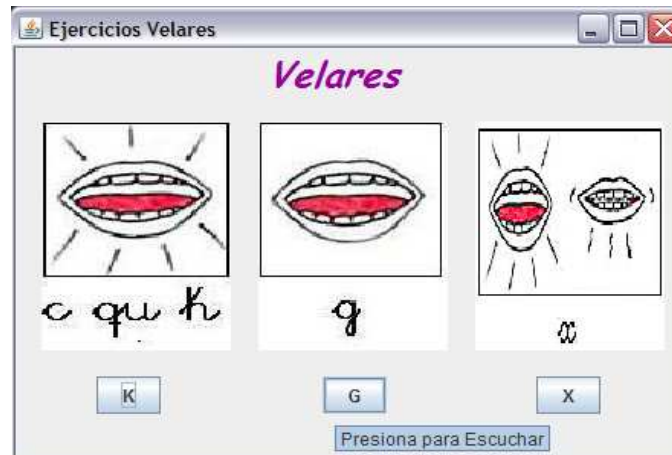 Ejercicios Velares
Velares
c qu k
g
x
K
G
X
Presiona para Escuchar